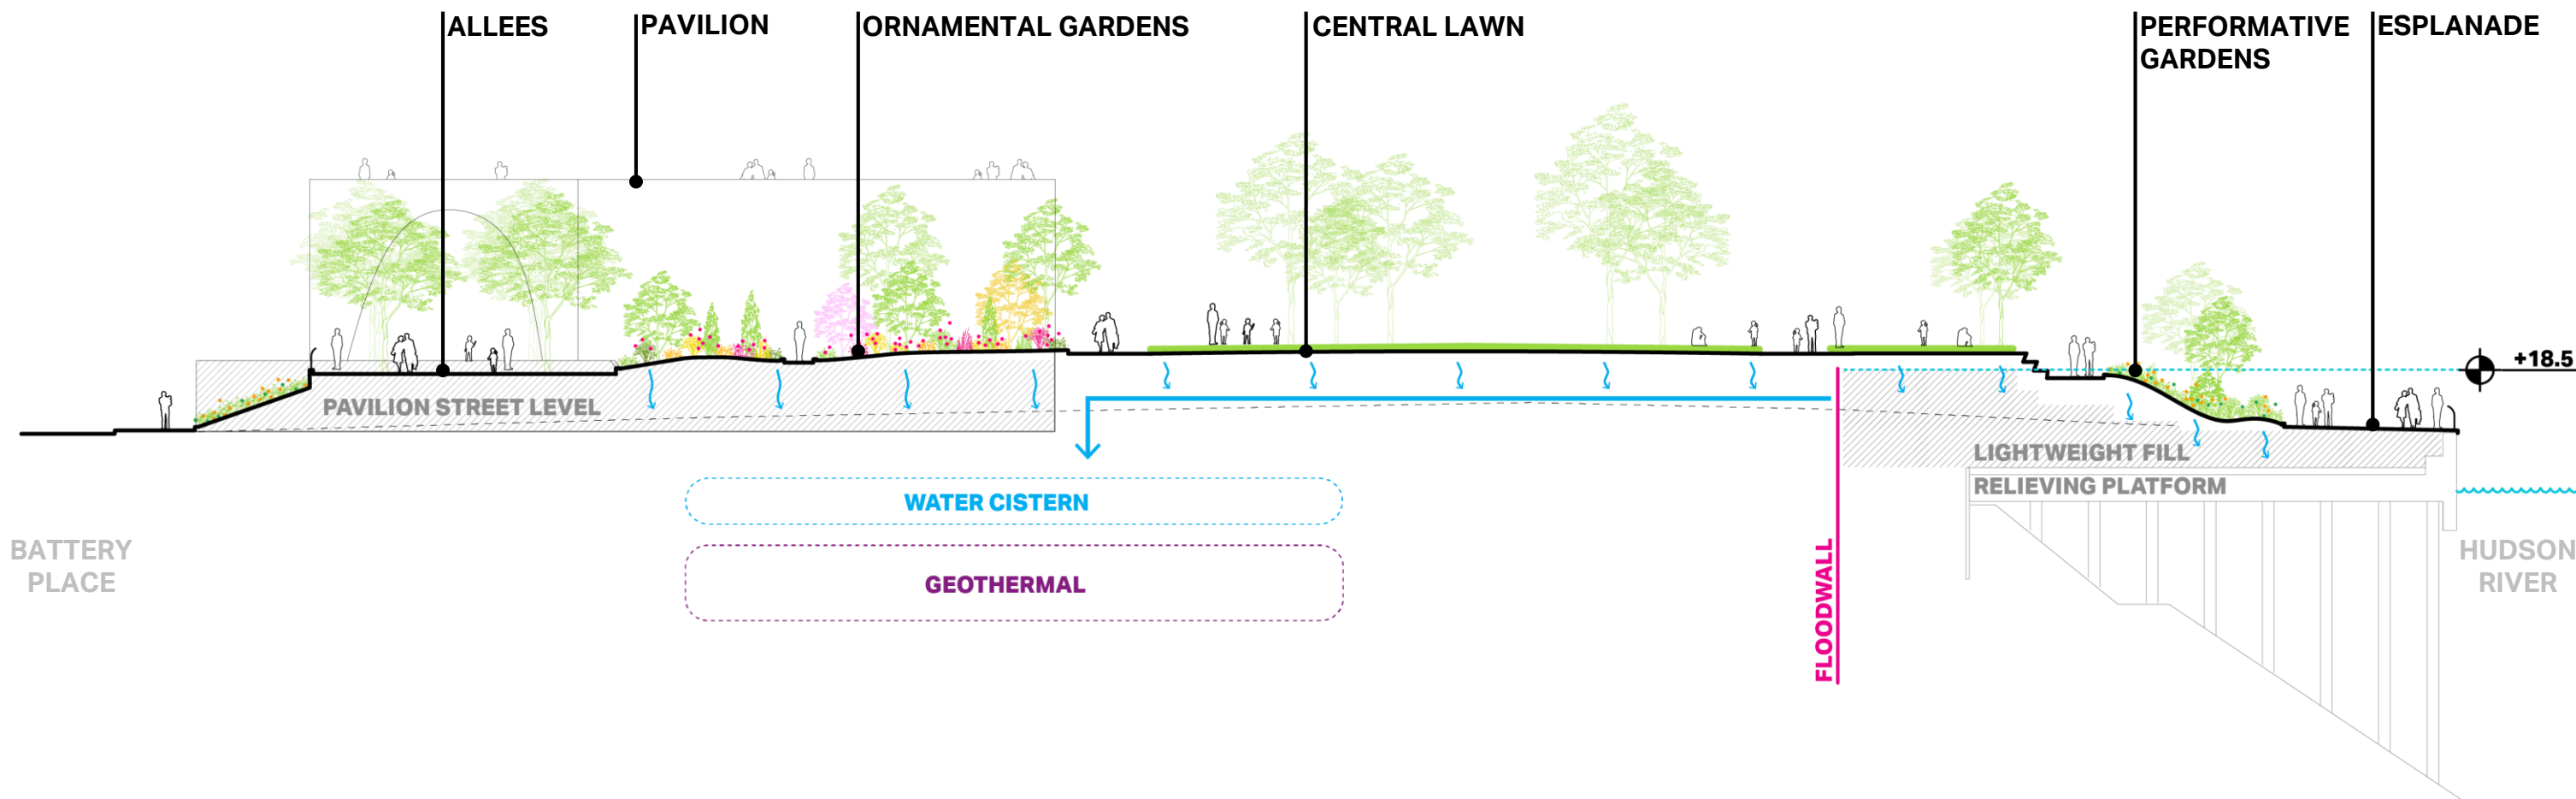 ALLEES
PAVILION
ORNAMENTAL GARDENS
CENTRAL LAWN
PERFORMATIVE
GARDENS
ESPLANADE
+18.5
PAVILION STREET LEVEL
LIGHTWEIGHT FILL
RELIEVING PLATFORM
WATER CISTERN
GEOTHERMAL
FLOODWALL
BATTERY
PLACE
HUDSON
RIVER